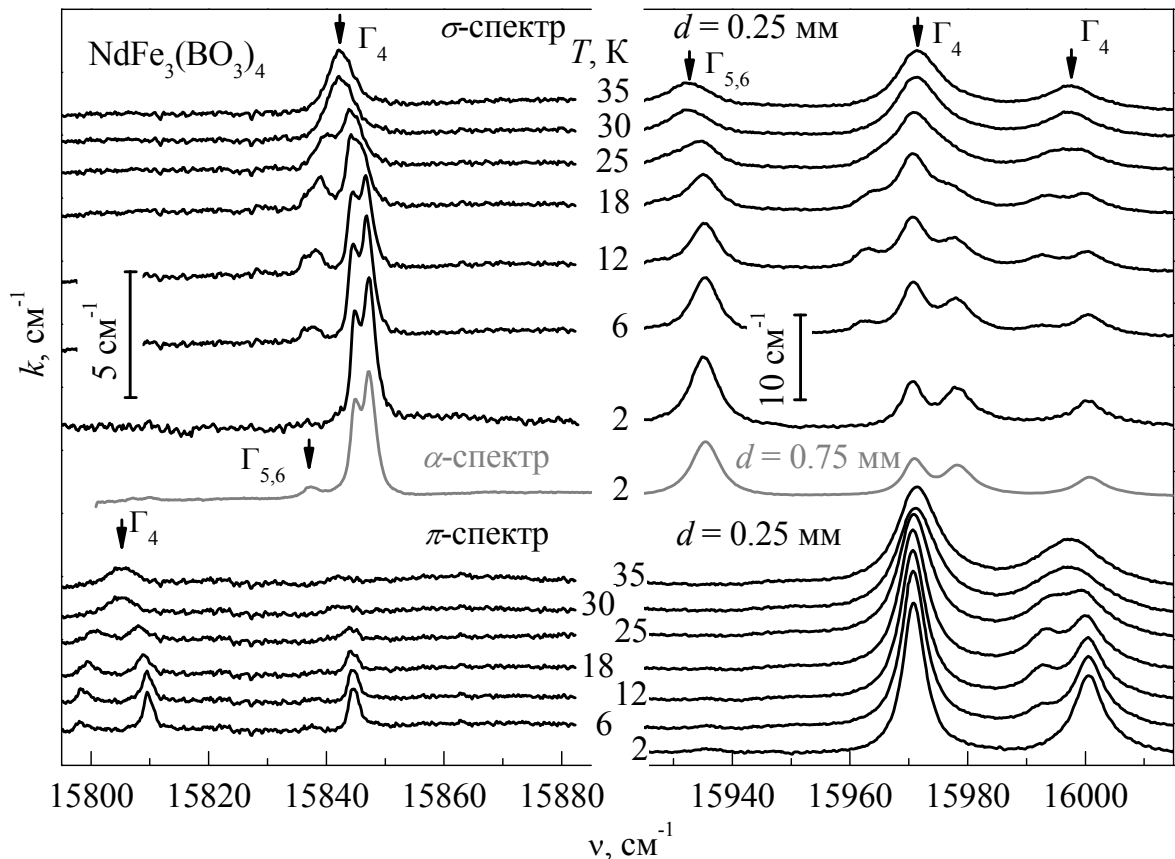 σ-спектр
d = 0.25 мм
NdFe₃(BO₃)₄
Γ₄
T, К
Γ₅,₆
Γ₄
Γ₄
35
30
25
18
12
6
2
5 см⁻¹
10 см⁻¹
k, см⁻¹
Γ₅,₆
α-спектр
2
d = 0.75 мм
Γ₄
π-спектр
d = 0.25 мм
35
30
25
18
12
6
2
15800 15820 15840 15860 15880 15940 15960 15980 16000
ν, см⁻¹